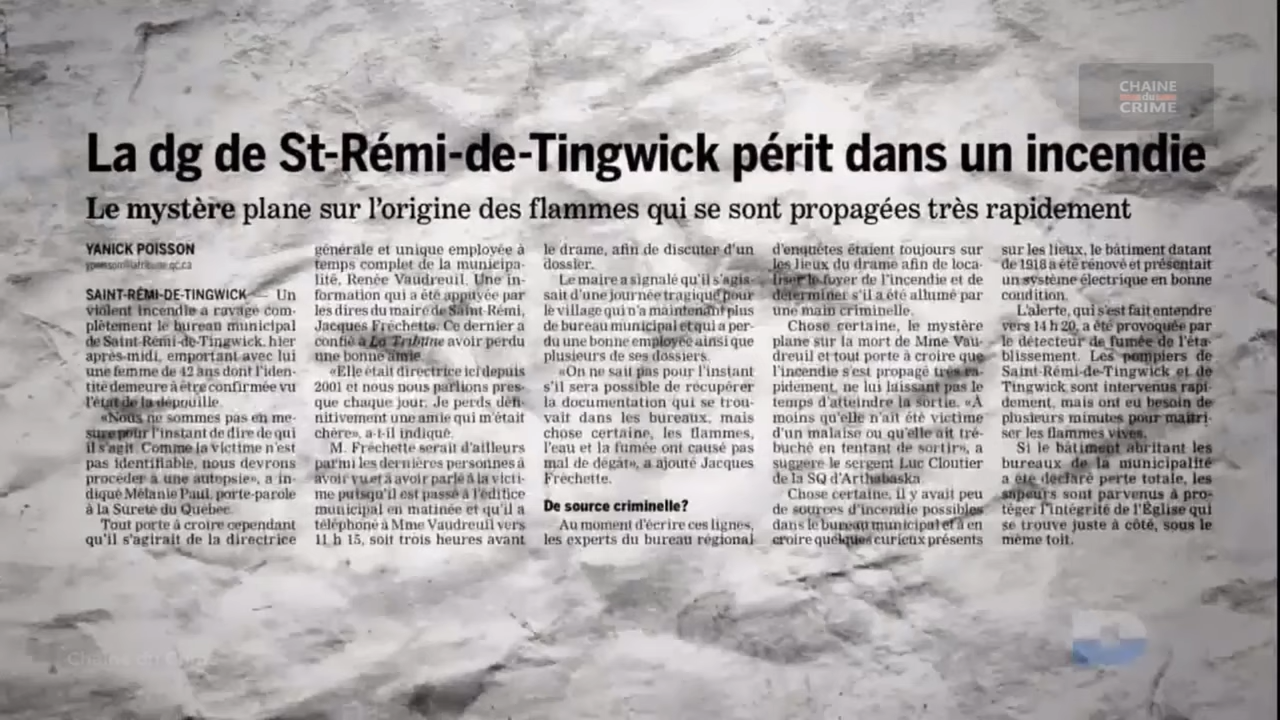 CHAINE
du
CRIME
La dg de St-Rémi-de-Tingwick périt dans un incendie
Le mystère plane sur l'origine des flammes qui se sont propagées très rapidement
YANICK POISSON
ypoisson@latribune.qc.ca
SAINT-RÉMI-DE-TINGWICK — Un
violent incendie a ravagé com-
plètement le bureau municipal
de Saint-Rémi-de-Tingwick, hier
après-midi, emportant avec lui
une femme de 42 ans dont l'iden-
tité demeure à être confirmée vu
l'état de la dépouille.
«Nous ne sommes pas en me-
sure pour l'instant de dire de qui
il s'agit. Comme la victime n'est
pas identifiable, nous devrons
procéder à une autopsie», a in-
diqué Mélanie Paul, porte-parole
à la Sûreté du Québec.
Tout porte à croire cependant
qu'il s'agirait de la directrice
générale et unique employée à
temps complet de la municipa-
lité, Renée Vaudreuil. Une in-
formation qui a été appuyée par
les dires du maire de Saint-Rémi,
Jacques Fréchette. Ce dernier a
confié à La Tribune avoir perdu
une bonne amie.
«Elle était directrice ici depuis
2001 et nous nous parlions pres-
que chaque jour. Je perds défi-
nitivement une amie qui m'était
chère», a-t-il indiqué.
M. Fréchette serait d'ailleurs
parmi les dernières personnes à
avoir vu et à avoir parlé à la victi-
me puisqu'il est passé à l'édifice
municipal en matinée et qu'il a
téléphoné à Mme Vaudreuil vers
11 h 15, soit trois heures avant
le drame, afin de discuter d'un
dossier.
Le maire a signalé qu'il s'agis-
sait d'une journée tragique pour
le village qui n'a maintenant plus
de bureau municipal et qui a per-
du une bonne employée ainsi que
plusieurs de ses dossiers.
«On ne sait pas pour l'instant
s'il sera possible de récupérer
la documentation qui se trou-
vait dans les bureaux, mais
chose certaine, les flammes,
l'eau et la fumée ont causé pas
mal de dégât», a ajouté Jacques
Fréchette.
De source criminelle?
Au moment d'écrire ces lignes,
les experts du bureau régional
d'enquêtes étaient toujours sur
les lieux du drame afin de loca-
liser le foyer de l'incendie et de
déterminer s'il a été allumé par
une main criminelle.
Chose certaine, le mystère
plane sur la mort de Mme Vau-
dreuil et tout porte à croire que
l'incendie s'est propagé très ra-
pidement, ne lui laissant pas le
temps d'atteindre la sortie. «À
moins qu'elle n'ait été victime
d'un malaise ou qu'elle ait tré-
buché en tentant de sortir», a
suggéré le sergent Luc Cloutier
de la SQ d'Arthabaska.
Chose certaine, il y avait peu
de sources d'incendie possibles
dans le bureau municipal et à en
croire quelques curieux présents
sur les lieux, le bâtiment datant
de 1918 a été rénové et présentait
un système électrique en bonne
condition.
L'alerte, qui s'est fait entendre
vers 14 h 20, a été provoquée par
le détecteur de fumée de l'éta-
blissement. Les pompiers de
Saint-Rémi-de-Tingwick et de
Tingwick sont intervenus rapi-
dement, mais ont eu besoin de
plusieurs minutes pour maîtri-
ser les flammes vives.
Si le bâtiment abritant les
bureaux de la municipalité
a été déclaré perte totale, les
sapeurs sont parvenus à pro-
téger l'intégrité de l'Église qui
se trouve juste à côté, sous le
même toit.
Chaine du Crime